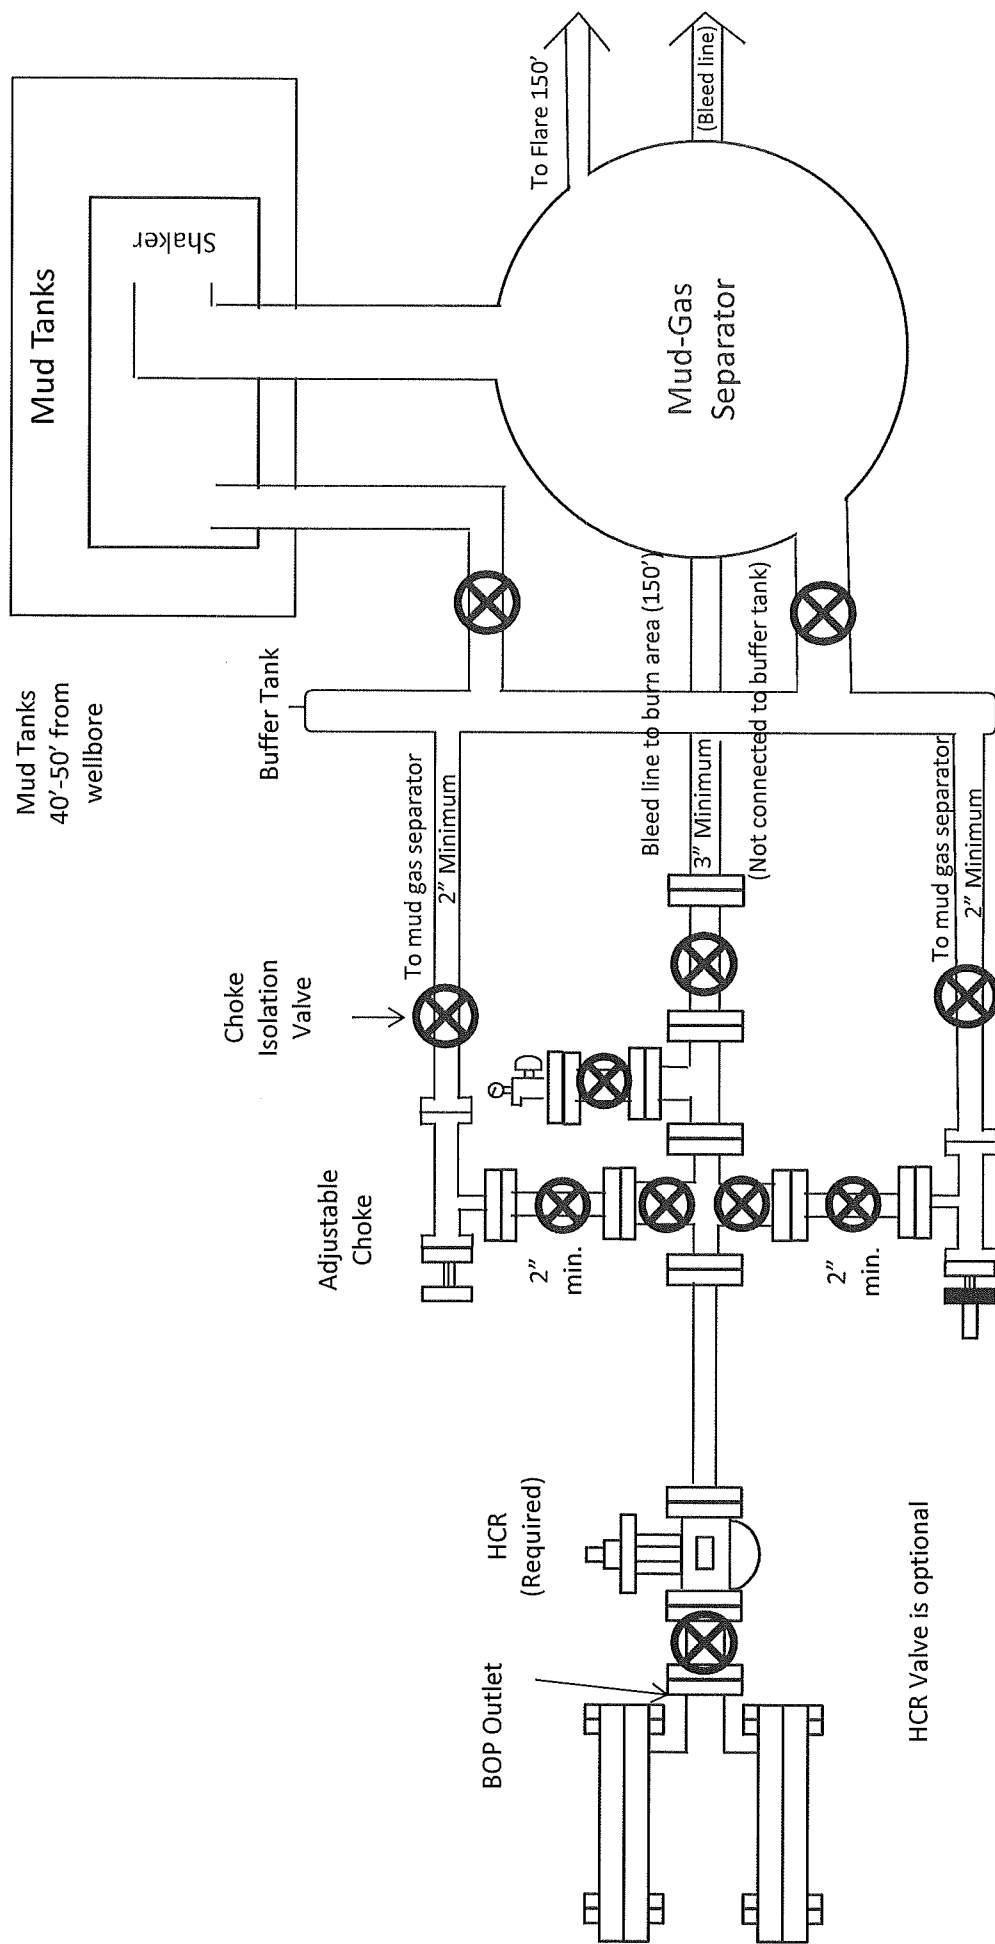 Mud Tanks
40'-50' from
wellbore
Mud Tanks
Shaker
Buffer Tank
To Flare 150'
(Bleed line)
Mud-Gas
Separator
Choke
Isolation
Valve
To mud gas separator
2" Minimum
Bleed line to burn area (150')
3" Minimum
(Not connected to buffer tank)
To mud gas separator
2" Minimum
Adjustable
Choke
2"
min.
2"
min.
HCR
(Required)
BOP Outlet
HCR Valve is optional